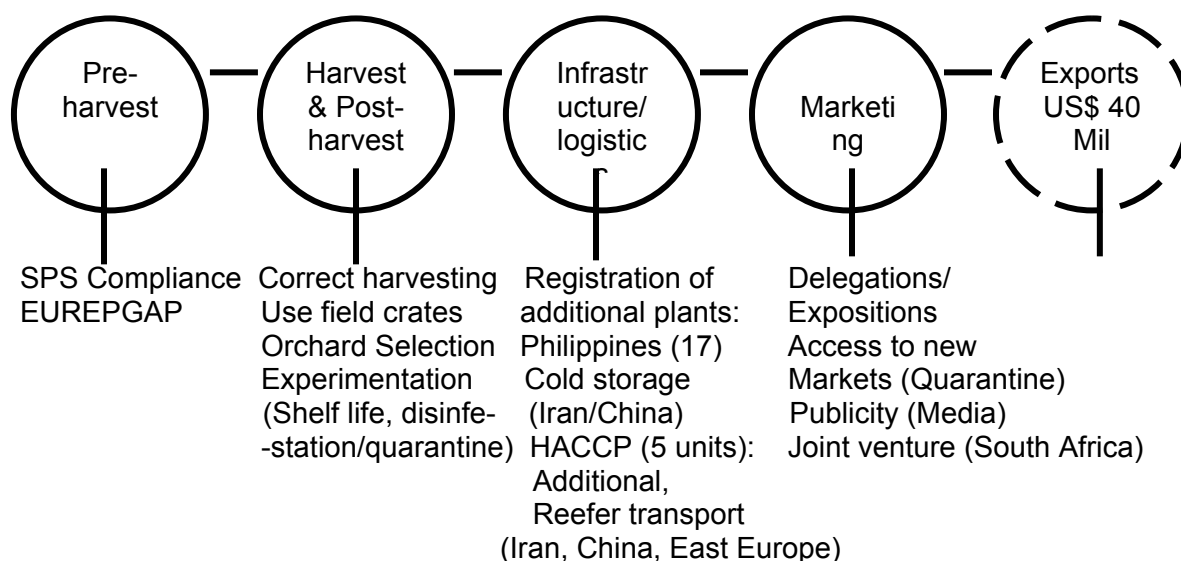 Pre-
harvest
Harvest
& Post-
harvest
Infrastr
ucture/
logistic
Marketi
ng
Exports
US$ 40
Mil
SPS Compliance
EUREPGAP
Correct harvesting
Use field crates
Orchard Selection
Experimentation
(Shelf life, disinfe-
-station/quarantine)
Registration of
additional plants:
Philippines (17)
Cold storage
(Iran/China)
HACCP (5 units):
Additional,
Reefer transport
(Iran, China, East Europe)
Delegations/
Expositions
Access to new
Markets (Quarantine)
Publicity (Media)
Joint venture (South Africa)